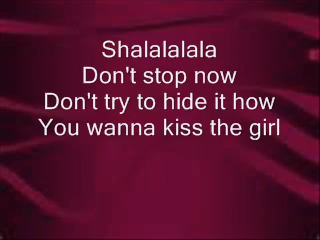 Shalalalala
Don't stop now
Don't try to hide it how
You wanna kiss the girl